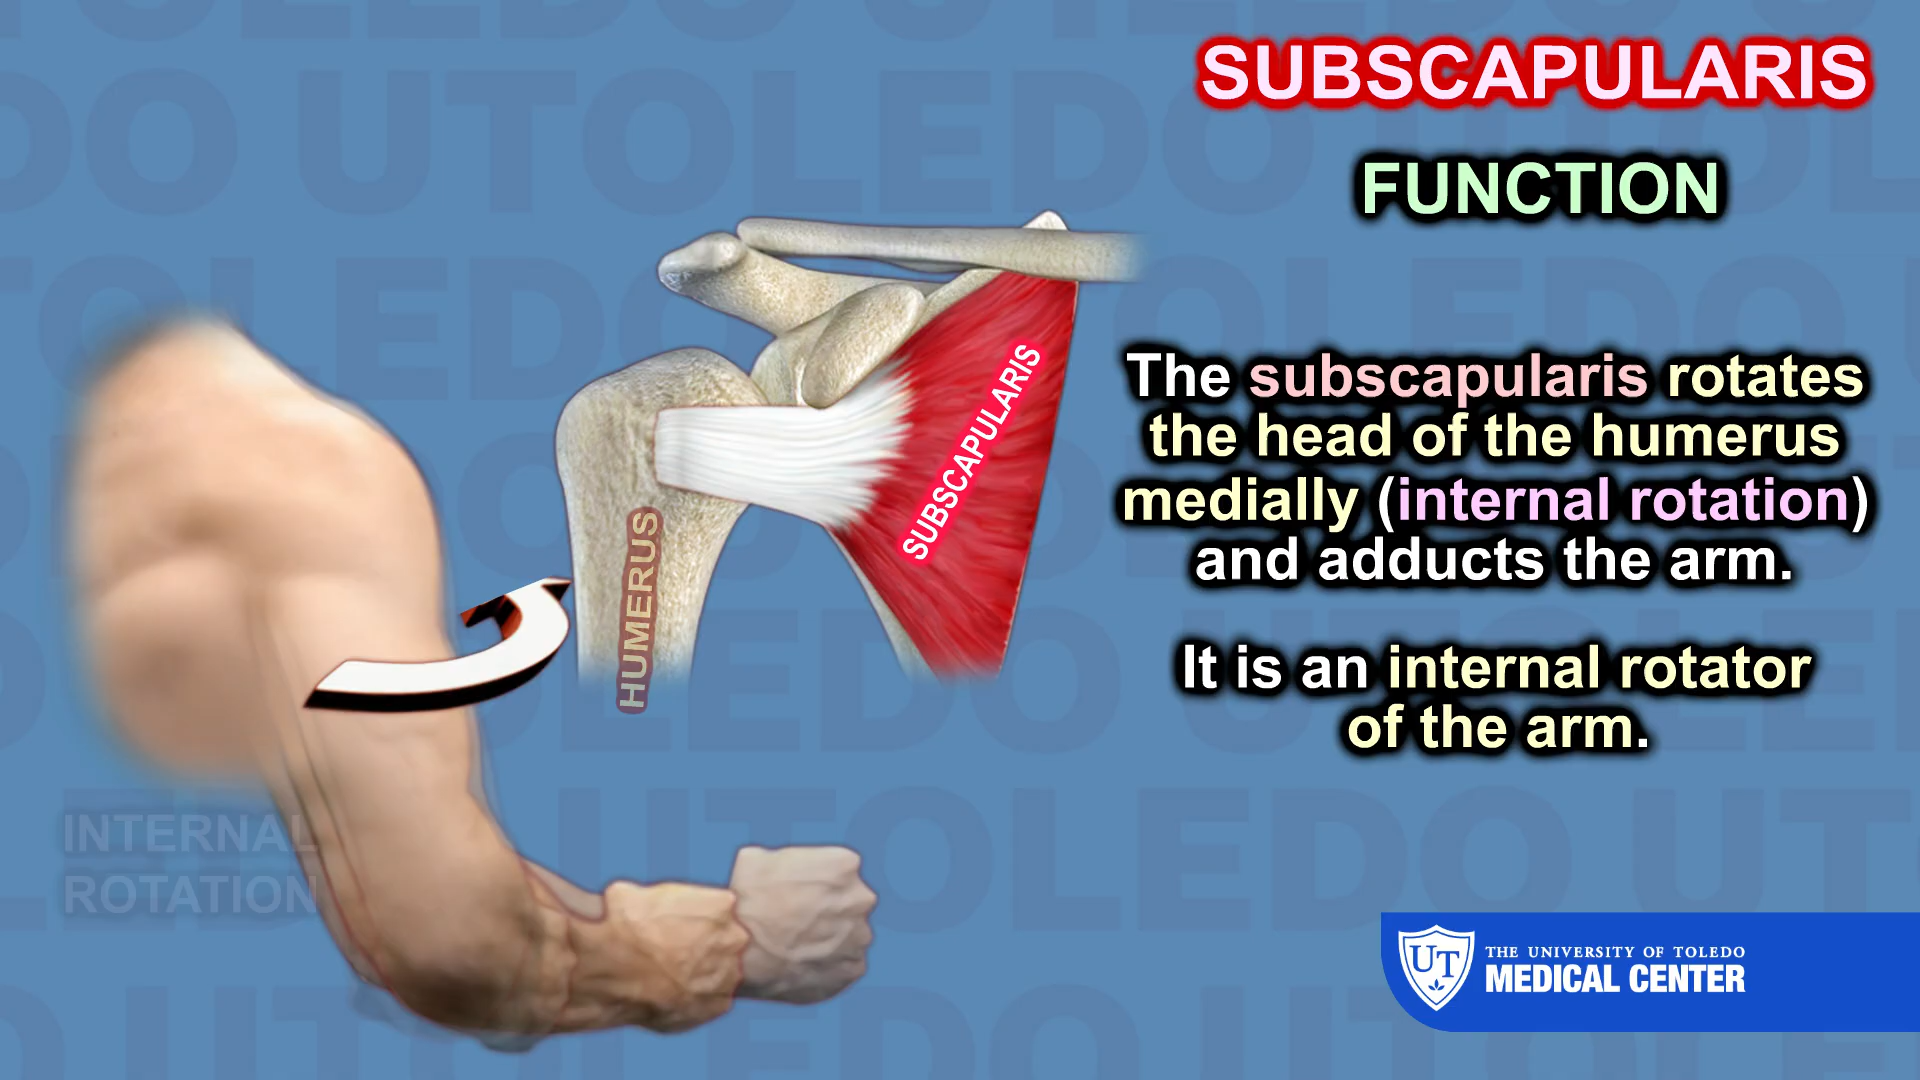 SUBSCAPULARIS
FUNCTION
The subscapularis rotates
the head of the humerus
medially (internal rotation)
and adducts the arm.
It is an internal rotator
of the arm.
SUBSCAPULARIS
HUMERUS
INTERNAL
ROTATION
UT
THE UNIVERSITY OF TOLEDO
MEDICAL CENTER
UTOLEDO